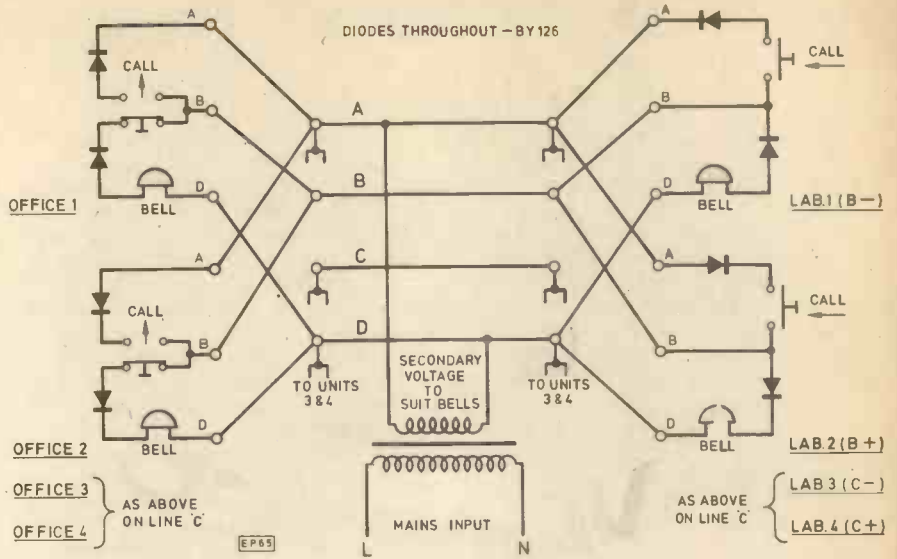 DIODES THROUGHOUT – BY 126
A
CALL
B
D
BELL
OFFICE 1
A
CALL
B
D
BELL
OFFICE 2
OFFICE 3
OFFICE 4
AS ABOVE
ON LINE 'C'
A
B
C
D
TO UNITS
3 & 4
SECONDARY
VOLTAGE
TO
SUIT BELLS
TO UNITS
3 & 4
MAINS INPUT
L
N
EP65
A
CALL
B
D
BELL
LAB.1 (B–)
A
CALL
B
D
BELL
LAB.2 (B+)
AS ABOVE
ON LINE 'C'
LAB 3 (C–)
LAB. 4 (C+)